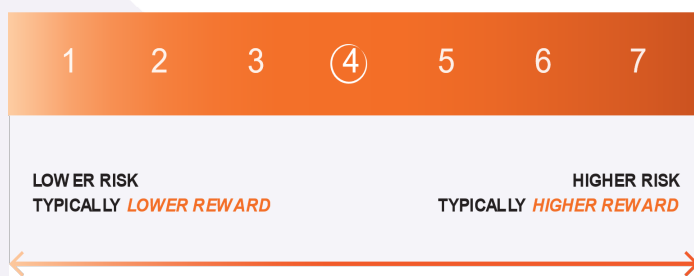 1 2 3 4 5 6 7
LOWER RISK
TYPICALLY LOWER REWARD
HIGHER RISK
TYPICALLY HIGHER REWARD